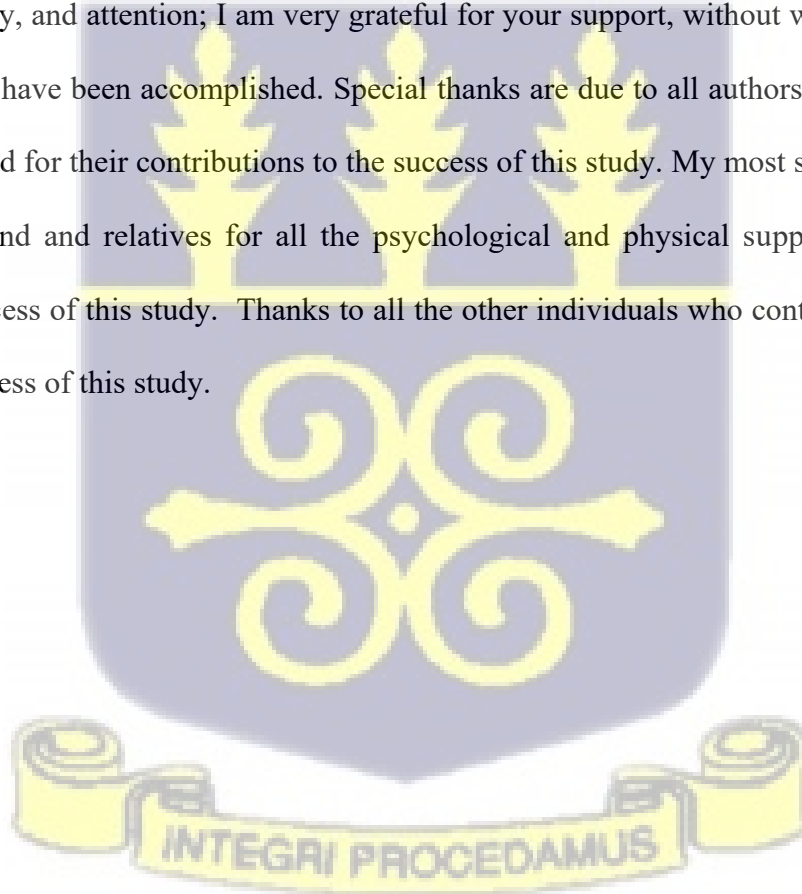 y, and attention; I am very grateful for your support, without w
have been accomplished. Special thanks are due to all authors
d for their contributions to the success of this study. My most s
nd and relatives for all the psychological and physical supp
ess of this study. Thanks to all the other individuals who cont
ess of this study.
INTEGRI PROCEDAMUS